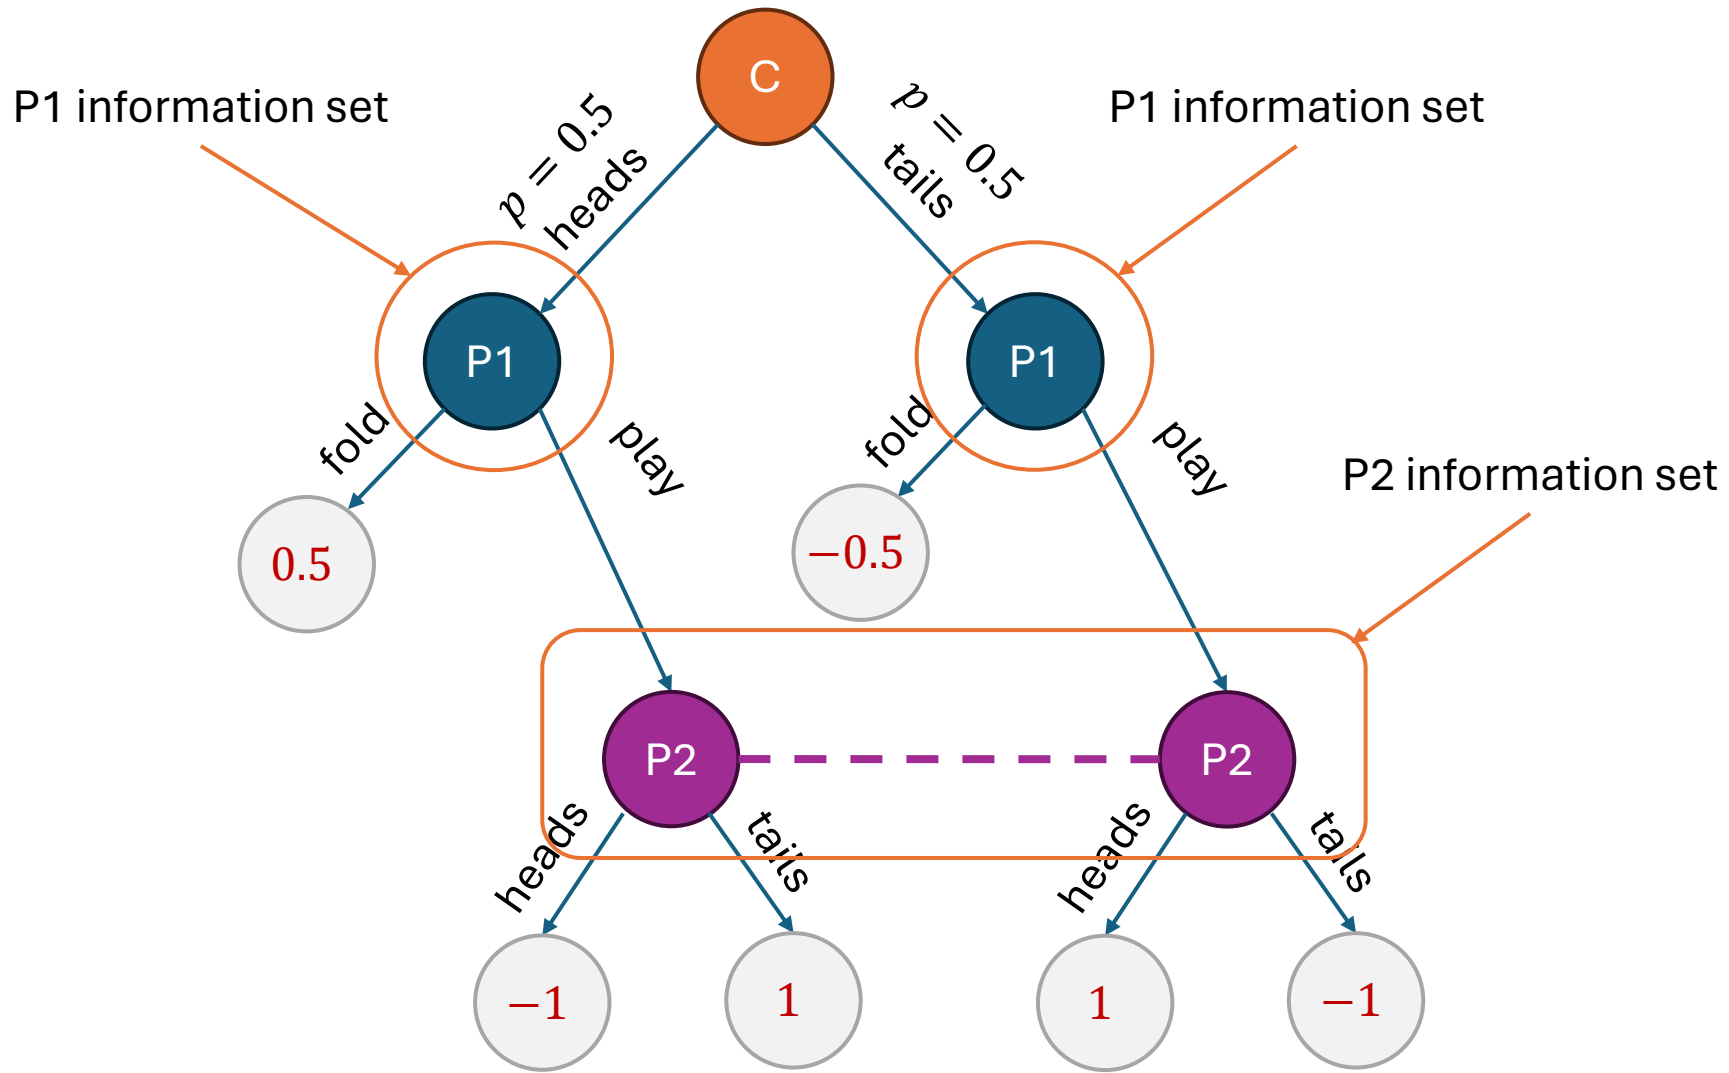 C
P1 information set
P1 information set
p = 0.5
heads
p = 0.5
tails
P1
P1
fold
play
fold
play
P2 information set
0.5
−0.5
P2
P2
heads
tails
heads
tails
−1
1
1
−1